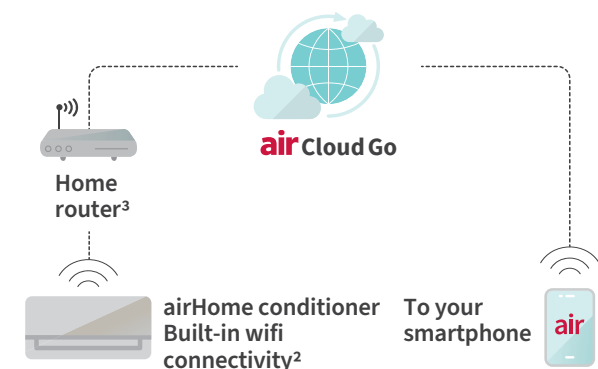 air Cloud Go
Home
router³
airHome conditioner
Built-in wifi
connectivity²
To your
smartphone
air